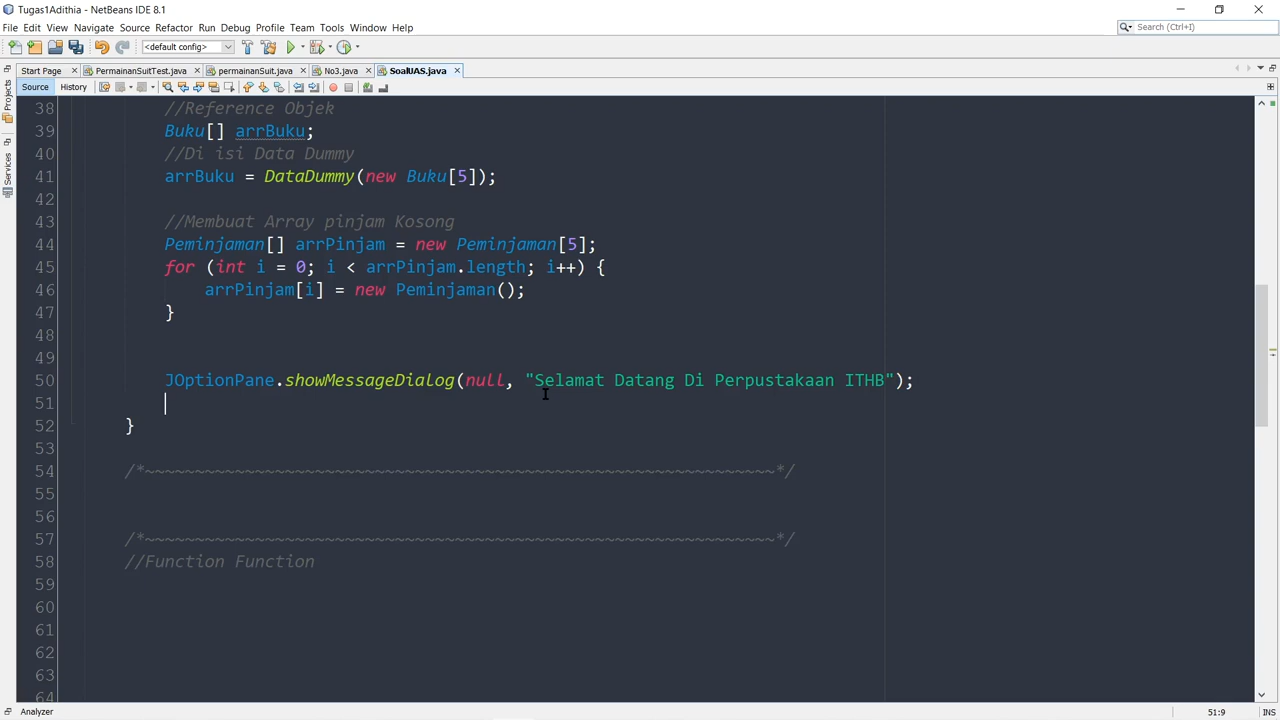 Tugas1Adithia - NetBeans IDE 8.1
File Edit View Navigate Source Refactor Run Debug Profile Team Tools Window Help
Search (Ctrl+I)
<default config>
Start Page PermainanSuitTest.java permainanSuit.java No3.java SoalUAS.java
Source History
Projects
Services
38 //Reference Objek
39 Buku[] arrBuku;
40 //Di isi Data Dummy
41 arrBuku = DataDummy(new Buku[5]);
42
43 //Membuat Array pinjam Kosong
44 Peminjaman[] arrPinjam = new Peminjaman[5];
45 for (int i = 0; i < arrPinjam.length; i++) {
46 arrPinjam[i] = new Peminjaman();
47 }
48
49
50 JOptionPane.showMessageDialog(null, "Selamat Datang Di Perpustakaan ITHB");
51
52 }
53
54 /*~~~~~~~~~~~~~~~~~~~~~~~~~~~~~~~~~~~~~~~~~~~~~~~~~~~~~~~~~~~~~~~*/
55
56
57 /*~~~~~~~~~~~~~~~~~~~~~~~~~~~~~~~~~~~~~~~~~~~~~~~~~~~~~~~~~~~~~~~*/
58 //Function Function
59
60
61
62
63
64
Analyzer 51:9 INS